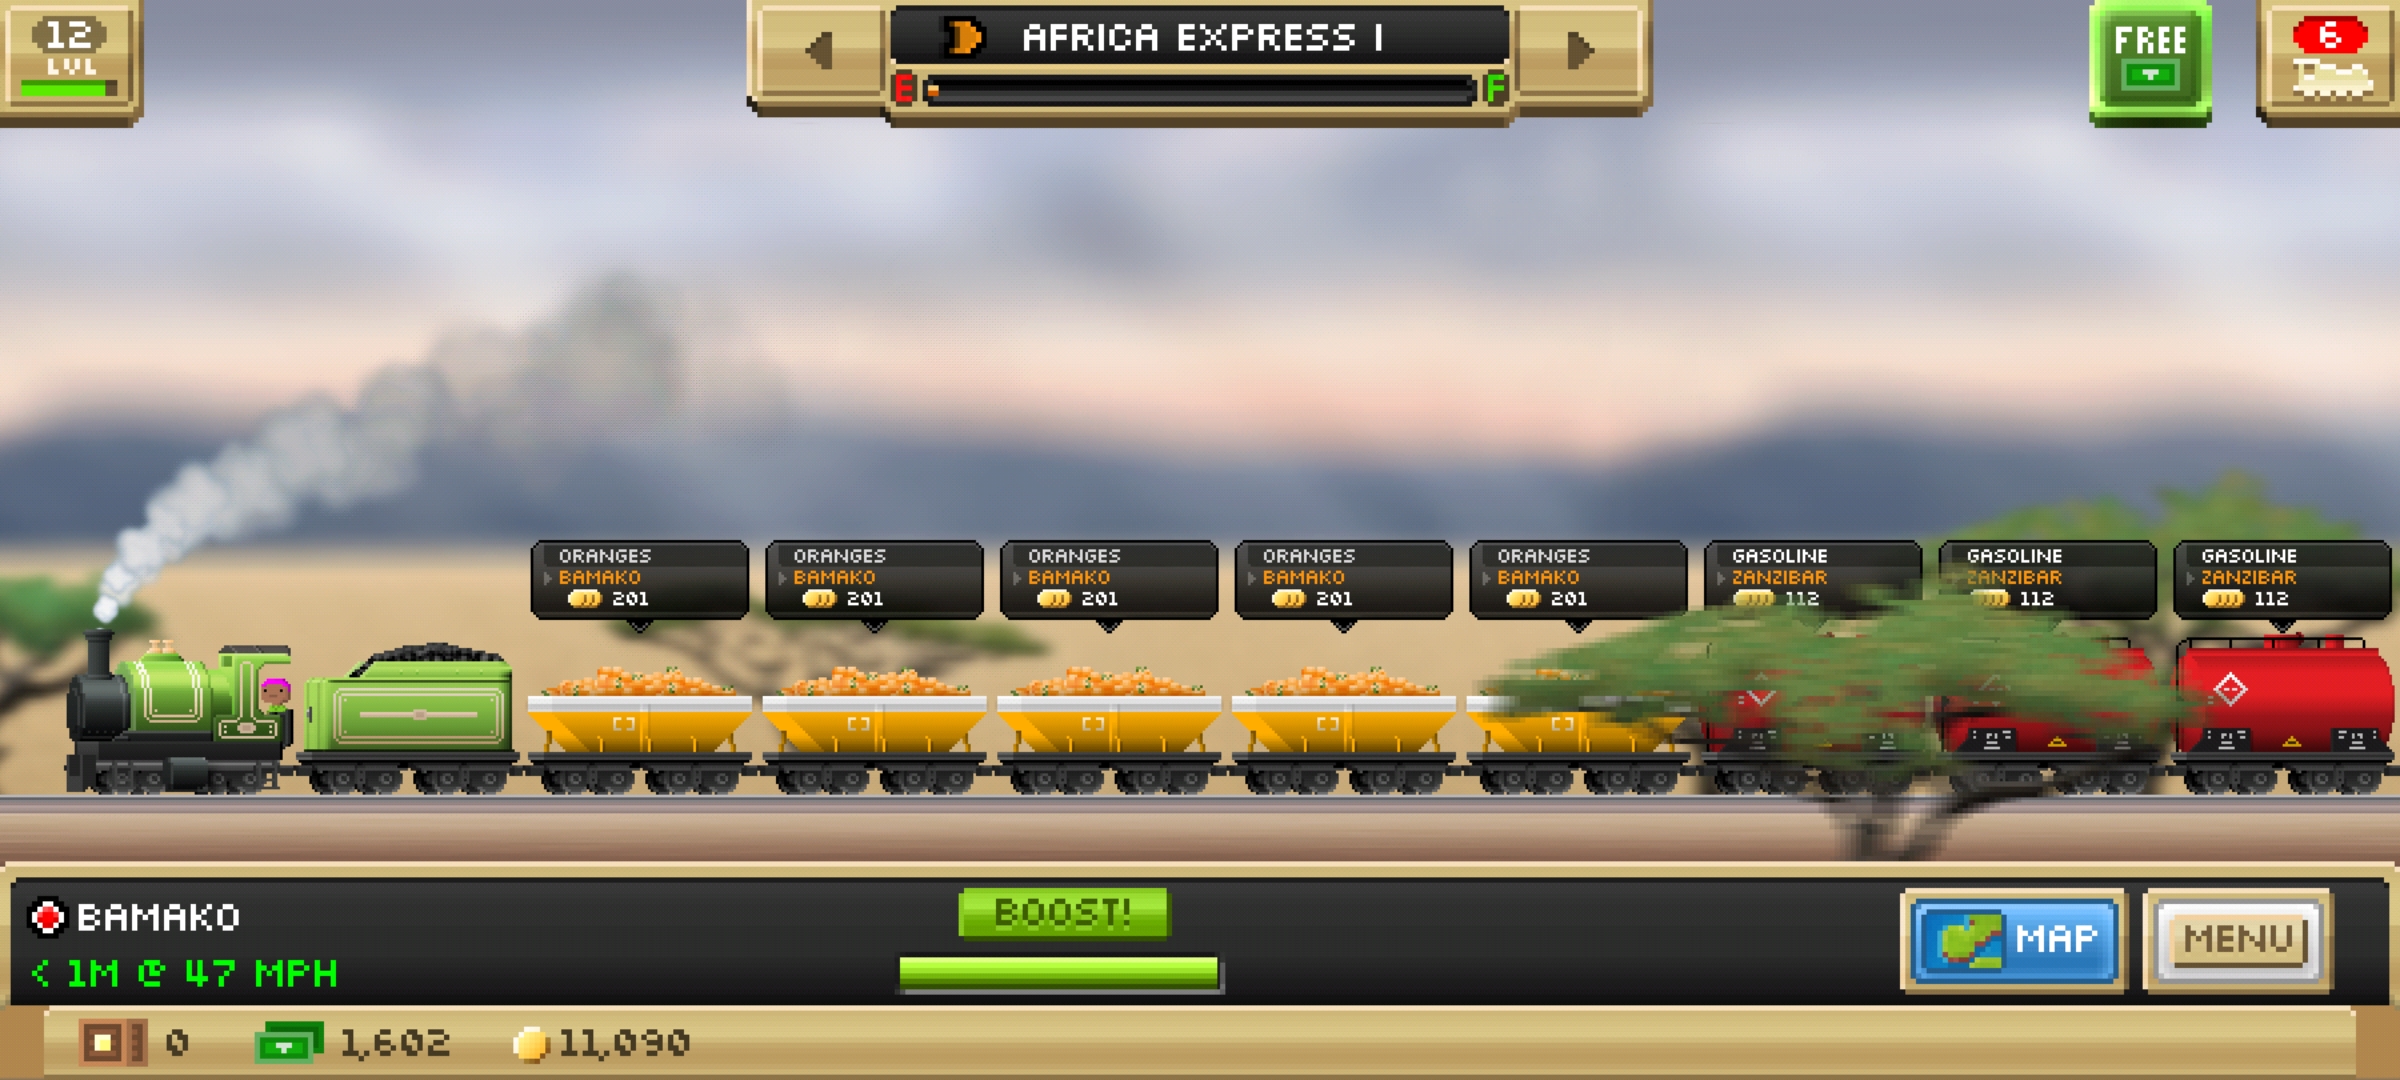 12
LVL
AFRICA EXPRESS I
E
F
FREE
6
ORANGES
BAMAKO
201
ORANGES
BAMAKO
201
ORANGES
BAMAKO
201
ORANGES
BAMAKO
201
ORANGES
BAMAKO
201
GASOLINE
ZANZIBAR
112
GASOLINE
ZANZIBAR
112
GASOLINE
ZANZIBAR
112
BAMAKO
< 1M @ 47 MPH
BOOST!
MAP
MENU
0
1,602
11,090